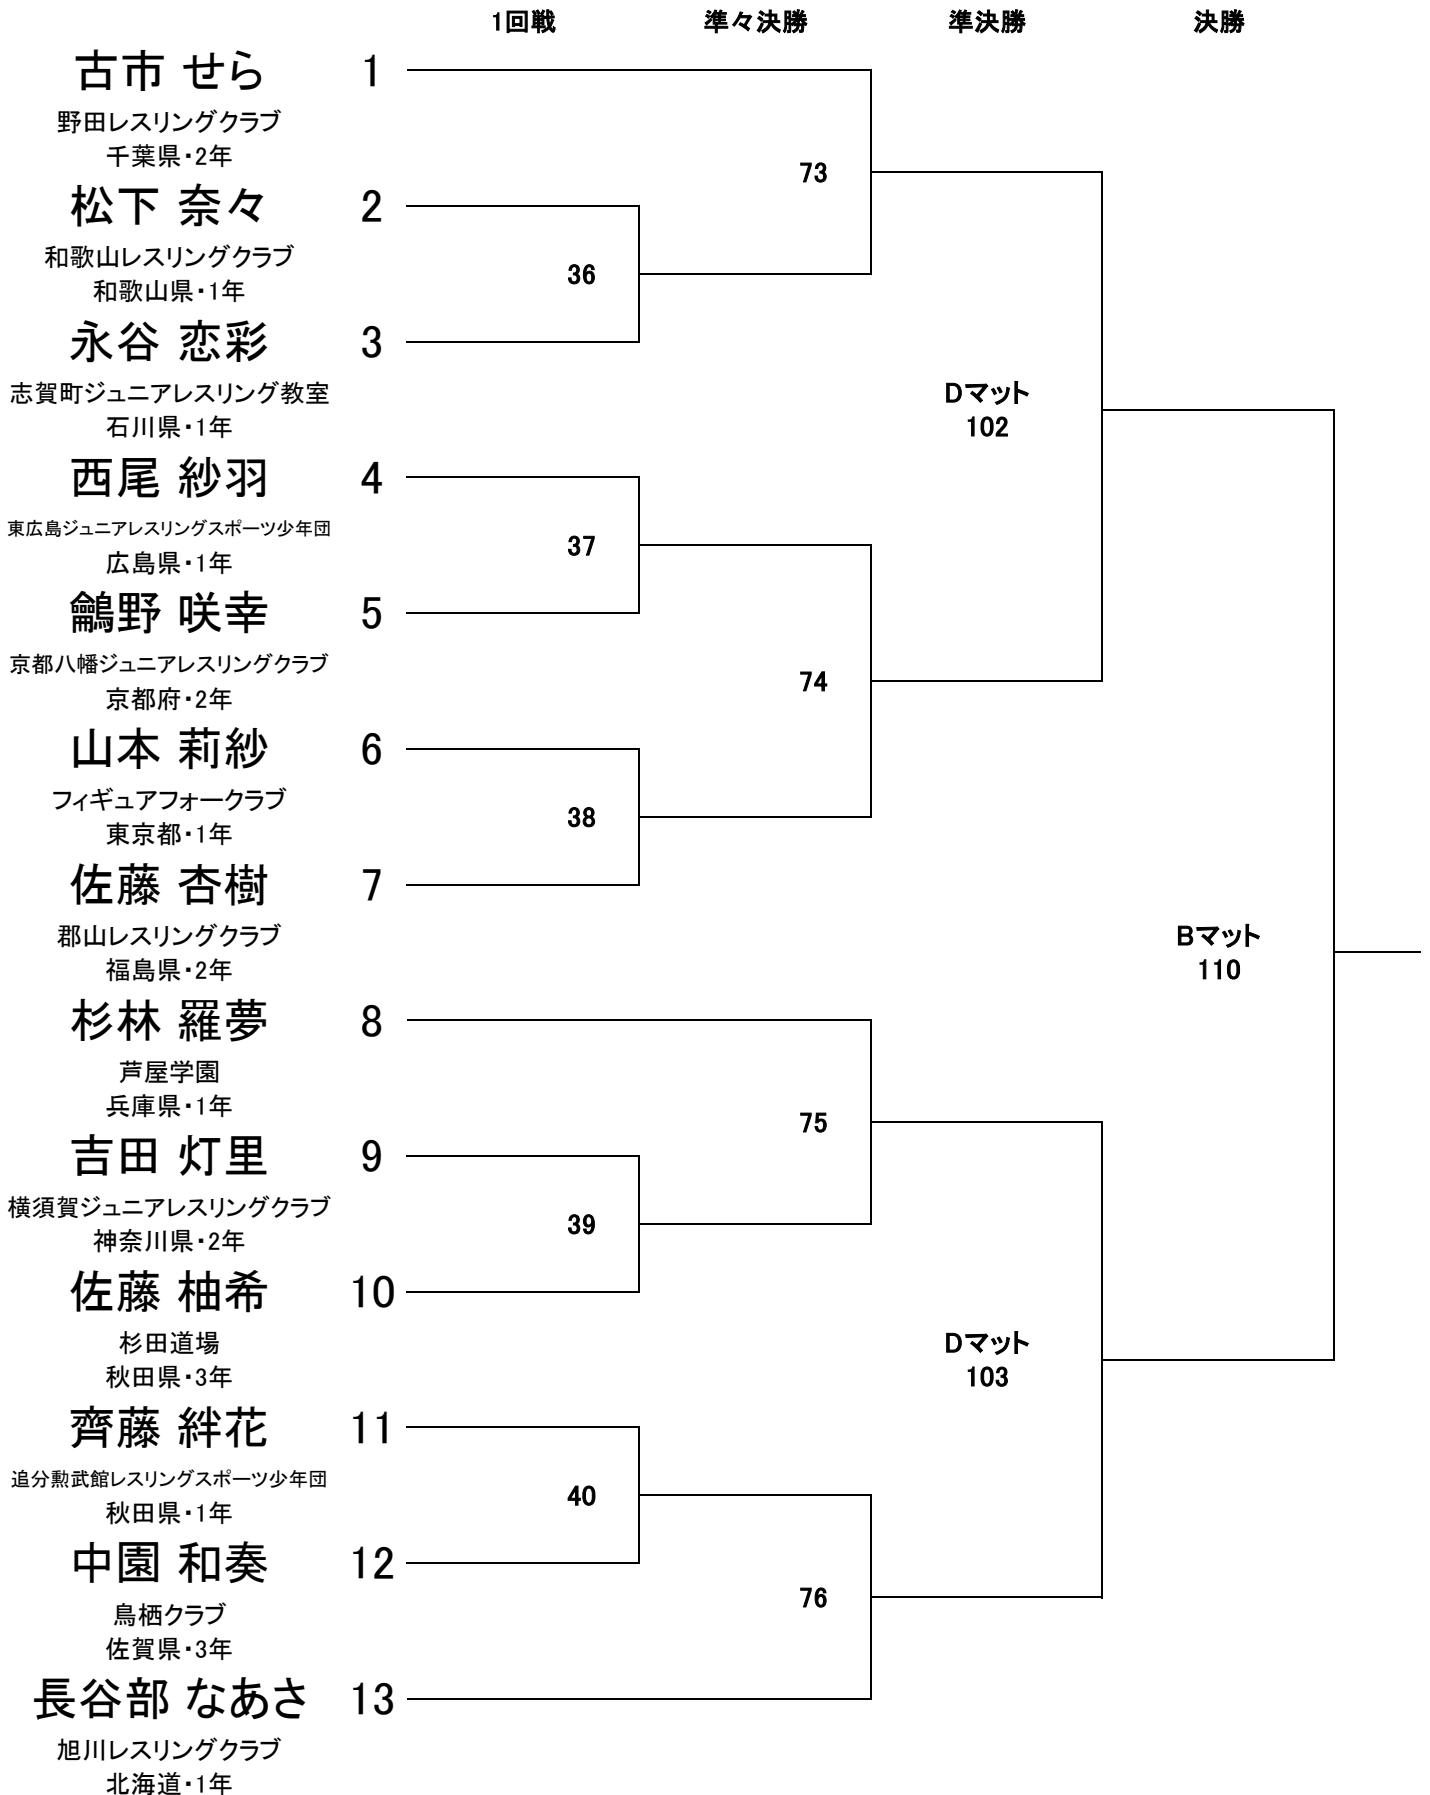 1回戦 準々決勝 準決勝 決勝
古市 せら 1
野田レスリングクラブ
千葉県・2年
73
松下 奈々 2
和歌山レスリングクラブ
和歌山県・1年
36
永谷 恋彩 3
志賀町ジュニアレスリング教室
石川県・1年
Dマット
102
西尾 紗羽 4
東広島ジュニアレスリングスポーツ少年団
広島県・1年
37
鸙野 咲幸 5
京都八幡ジュニアレスリングクラブ
京都府・2年
74
山本 莉紗 6
フィギュアフォークラブ
東京都・1年
38
佐藤 杏樹 7
郡山レスリングクラブ
福島県・2年
Bマット
110
杉林 羅夢 8
芦屋学園
兵庫県・1年
75
吉田 灯里 9
横須賀ジュニアレスリングクラブ
神奈川県・2年
39
佐藤 柚希 10
杉田道場
秋田県・3年
Dマット
103
齊藤 絆花 11
追分勲武館レスリングスポーツ少年団
秋田県・1年
40
中園 和奏 12
鳥栖クラブ
佐賀県・3年
76
長谷部 なあさ 13
旭川レスリングクラブ
北海道・1年